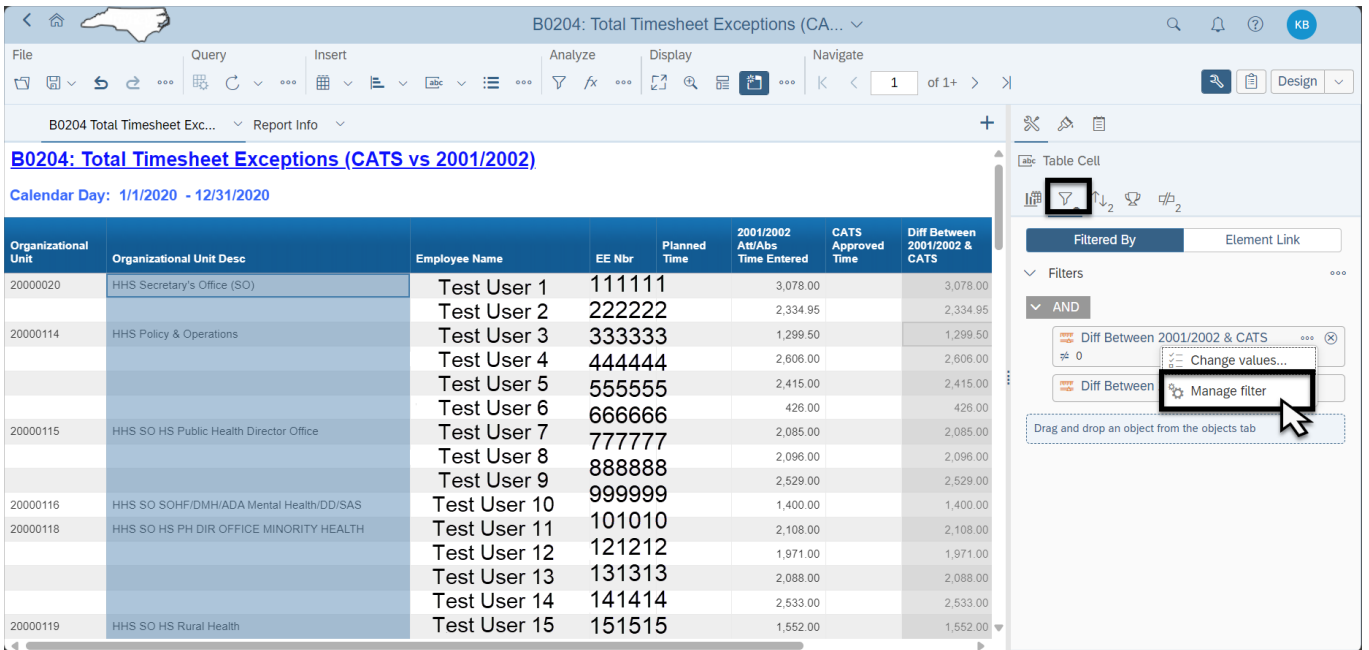 B0204: Total Timesheet Exceptions (CA...
KB
File Query Insert Analyze Display Navigate
abc 1 of 1+ Design
B0204 Total Timesheet Exc... Report Info
B0204: Total Timesheet Exceptions (CATS vs 2001/2002)
Calendar Day: 1/1/2020 - 12/31/2020
Organizational Unit Organizational Unit Desc Employee Name EE Nbr Planned Time 2001/2002 Att/Abs Time Entered CATS Approved Time Diff Between 2001/2002 & CATS
20000020 HHS Secretary's Office (SO) Test User 1 111111 3,078.00 3,078.00
Test User 2 222222 2,334.95 2,334.95
20000114 HHS Policy & Operations Test User 3 333333 1,299.50 1,299.50
Test User 4 444444 2,606.00 2,606.00
Test User 5 555555 2,415.00 2,415.00
Test User 6 666666 426.00 426.00
20000115 HHS SO HS Public Health Director Office Test User 7 777777 2,085.00 2,085.00
Test User 8 888888 2,096.00 2,096.00
Test User 9 999999 2,529.00 2,529.00
20000116 HHS SO SOHF/DMH/ADA Mental Health/DD/SAS Test User 10 101010 1,400.00 1,400.00
20000118 HHS SO HS PH DIR OFFICE MINORITY HEALTH Test User 11 121212 2,108.00 2,108.00
Test User 12 131313 1,971.00 1,971.00
Test User 13 141414 2,088.00 2,088.00
Test User 14 151515 2,533.00 2,533.00
20000119 HHS SO HS Rural Health Test User 15 1,552.00 1,552.00
abc Table Cell
2 2
Filtered By Element Link
Filters
AND
Diff Between 2001/2002 & CATS
0
Change values...
Diff Between
Manage filter
Drag and drop an object from the objects tab